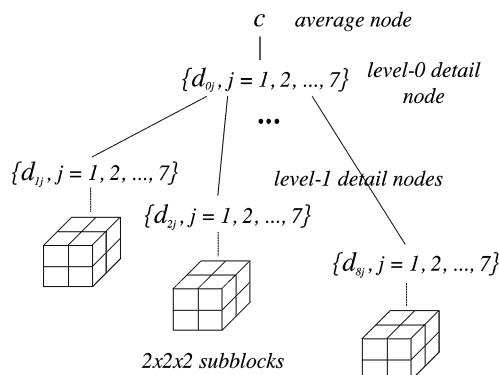 c average node
{d0j, j = 1, 2, ..., 7} level-0 detail
node
...
{d1j, j = 1, 2, ..., 7} level-1 detail nodes
{d2j, j = 1, 2, ..., 7}
{d8j, j = 1, 2, ..., 7}
2x2x2 subblocks